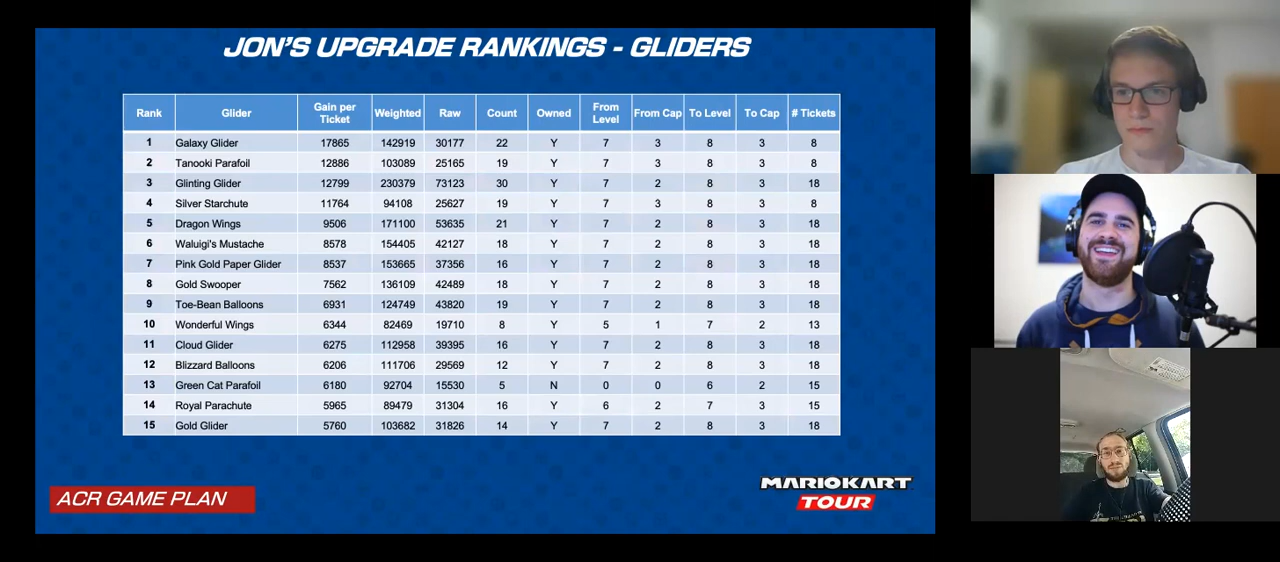 JON'S UPGRADE RANKINGS - GLIDERS
Rank Glider Gain per Ticket Weighted Raw Count Owned From Level From Cap To Level To Cap # Tickets
1 Galaxy Glider 17865 142919 30177 22 Y 7 3 8 3 8
2 Tanooki Parafoil 12886 103089 25165 19 Y 7 3 8 3 8
3 Glinting Glider 12799 230379 73123 30 Y 7 2 8 3 18
4 Silver Starchute 11764 94108 25627 19 Y 7 3 8 3 8
5 Dragon Wings 9506 171100 53635 21 Y 7 2 8 3 18
6 Waluigi's Mustache 8578 154405 42127 18 Y 7 2 8 3 18
7 Pink Gold Paper Glider 8537 153665 37356 16 Y 7 2 8 3 18
8 Gold Swooper 7562 136109 42489 18 Y 7 2 8 3 18
9 Toe-Bean Balloons 6931 124749 43820 19 Y 7 2 8 3 18
10 Wonderful Wings 6344 82469 19710 8 Y 5 1 7 2 13
11 Cloud Glider 6275 112958 39395 16 Y 7 2 8 3 18
12 Blizzard Balloons 6206 111706 29569 12 Y 7 2 8 3 18
13 Green Cat Parafoil 6180 92704 15530 5 N 0 0 6 2 15
14 Royal Parachute 5965 89479 31304 16 Y 6 2 7 3 15
15 Gold Glider 5760 103682 31826 14 Y 7 2 8 3 18
ACR GAME PLAN
MARIOKART
TOUR